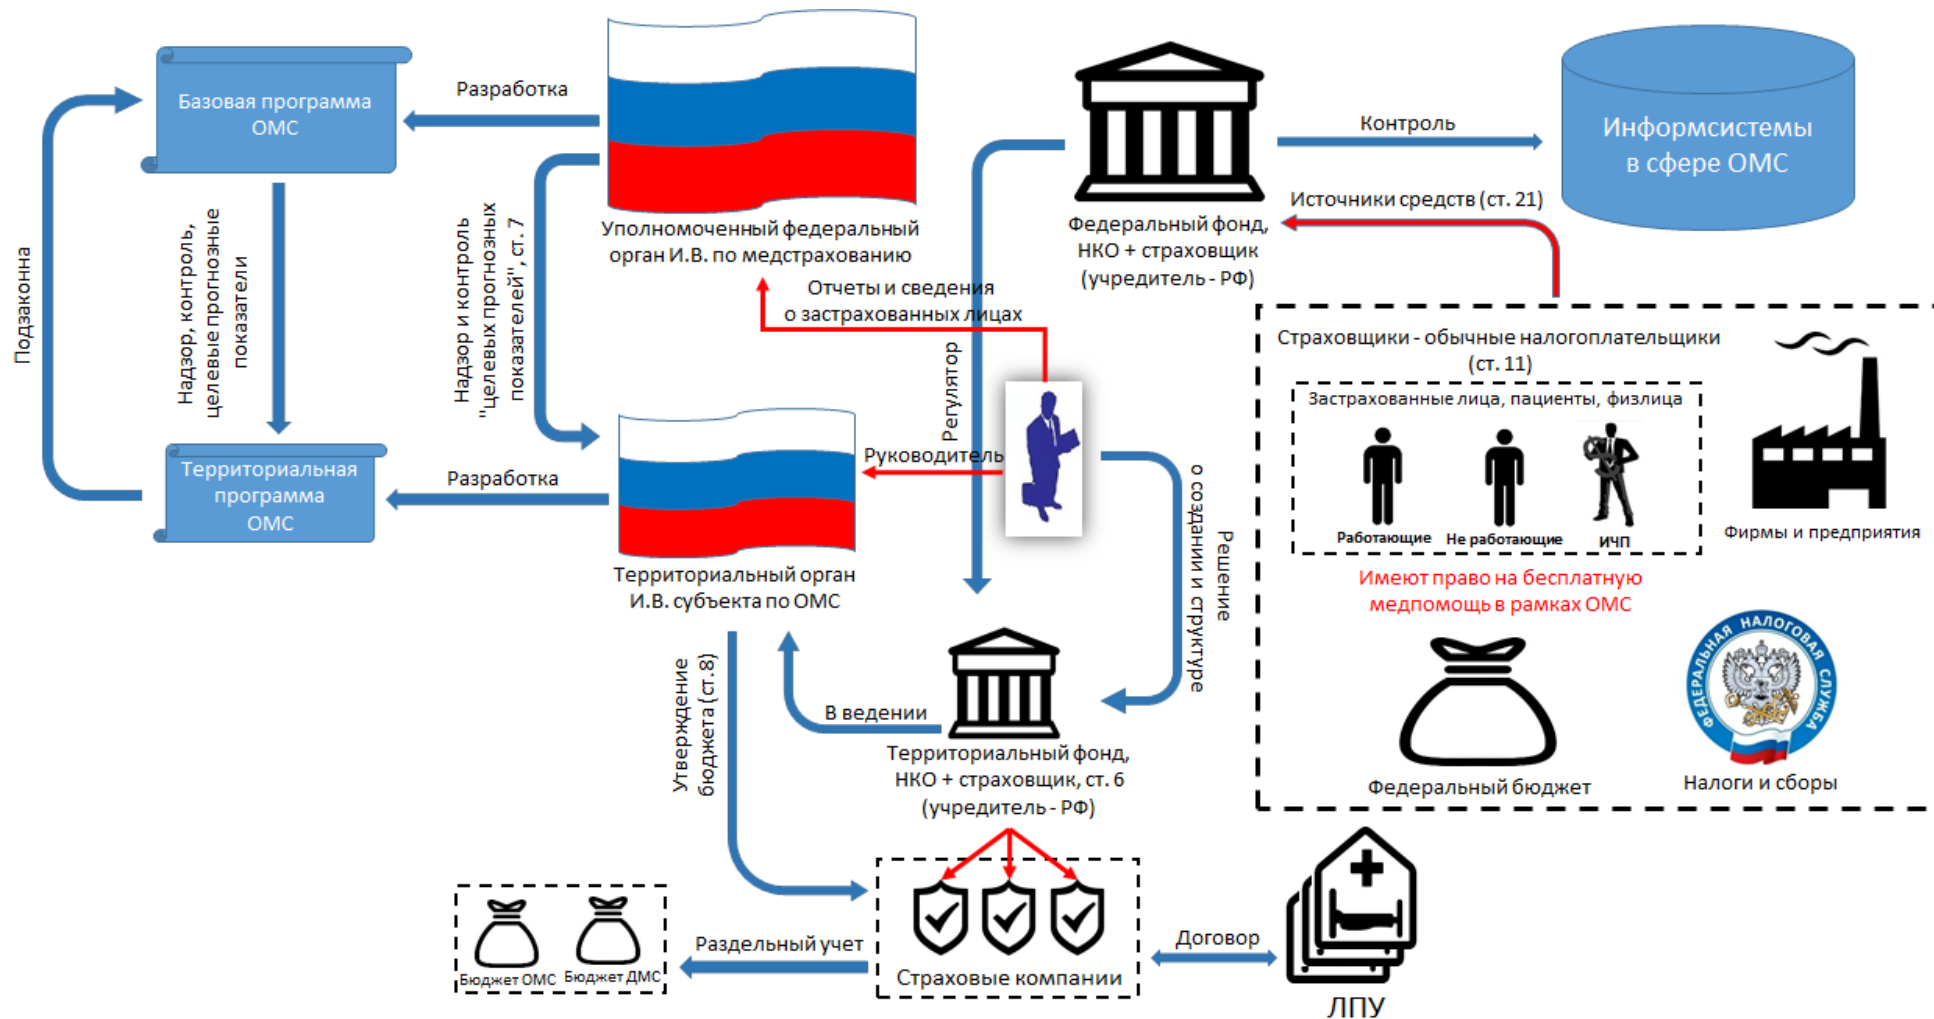 Базовая программа
ОМС
Разработка
Подзаконна
Надзор, контроль,
целевые прогнозные
показатели
Надзор и контроль
"целевых прогнозных
показателей", ст. 7
Территориальная
программа
ОМС
Разработка
Уполномоченный федеральный
орган И.В. по медстрахованию
Отчеты и сведения
о застрахованных лицах
Регулятор
Руководитель
Территориальный орган
И.В. субъекта по ОМС
Федеральный фонд,
НКО + страховщик
(учредитель - РФ)
Контроль
Информсистемы
в сфере ОМС
Источники средств (ст. 21)
Решение
о создании и структуре
Страховщики - обычные налогоплательщики
(ст. 11)
Застрахованные лица, пациенты, физлица
Работающие
Не работающие
ИЧП
Имеют право на бесплатную
медпомощь в рамках ОМС
Фирмы и предприятия
Федеральный бюджет
ФЕДЕРАЛЬНАЯ НАЛОГОВАЯ СЛУЖБА
Налоги и сборы
Утверждение
бюджета (ст.8)
В ведении
Территориальный фонд,
НКО + страховщик, ст. 6
(учредитель - РФ)
Бюджет ОМС
Бюджет ДМС
Раздельный учет
Страховые компании
Договор
ЛПУ